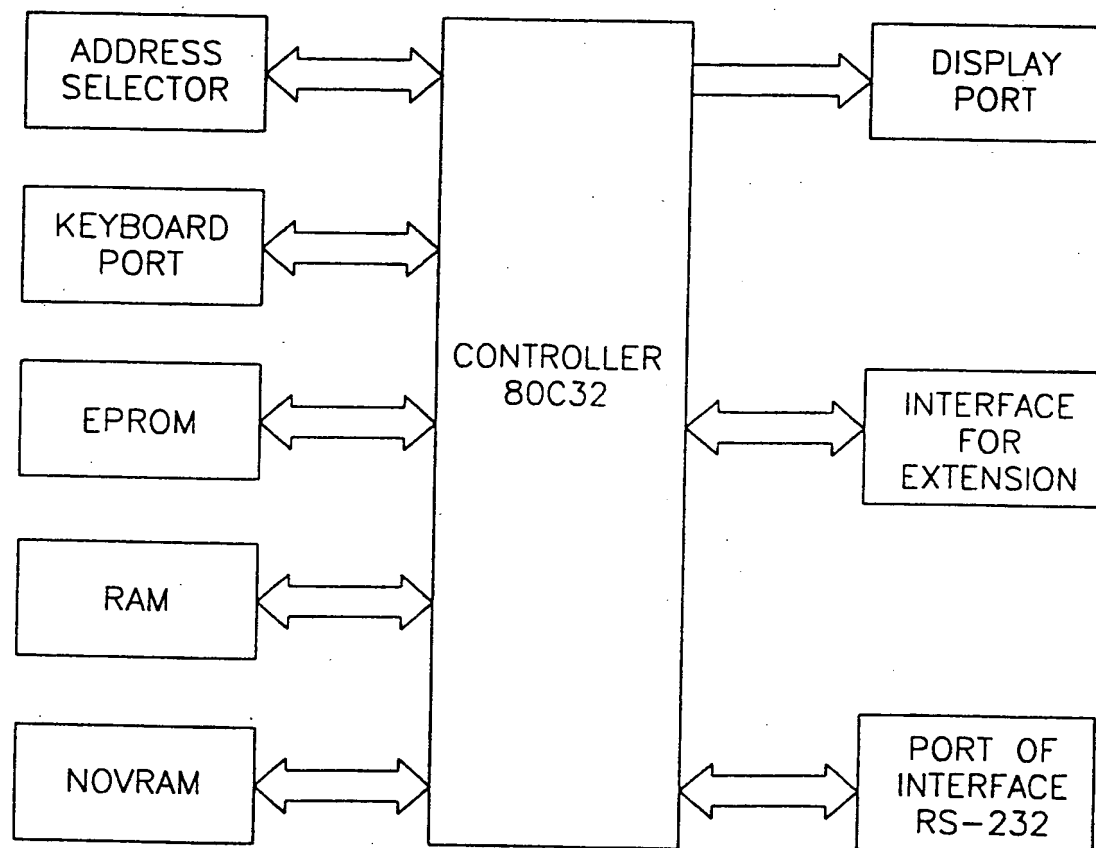 ADDRESS
SELECTOR
KEYBOARD
PORT
EPROM
RAM
NOVRAM
CONTROLLER
80C32
DISPLAY
PORT
INTERFACE
FOR
EXTENSION
PORT OF
INTERFACE
RS-232